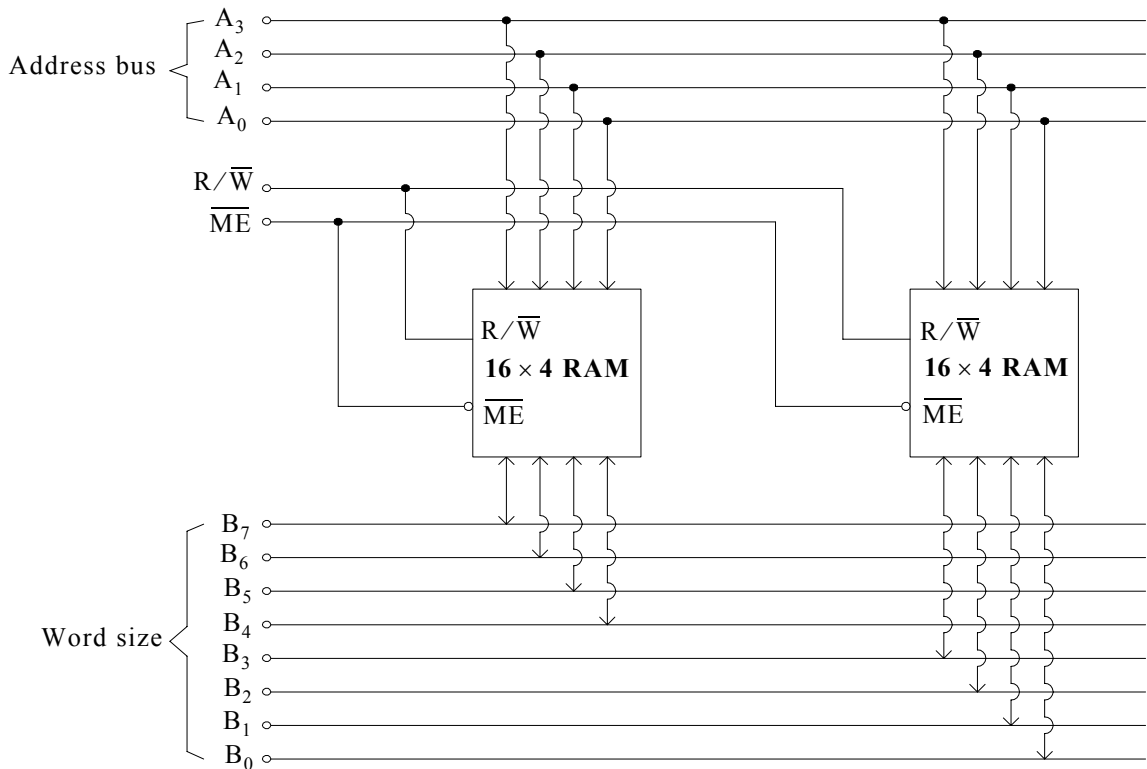 A₃
A₂
Address bus
A₁
A₀
R/W̅
M̅E̅
R/W̅
16 × 4 RAM
M̅E̅
R/W̅
16 × 4 RAM
M̅E̅
B₇
B₆
B₅
B₄
Word size
B₃
B₂
B₁
B₀